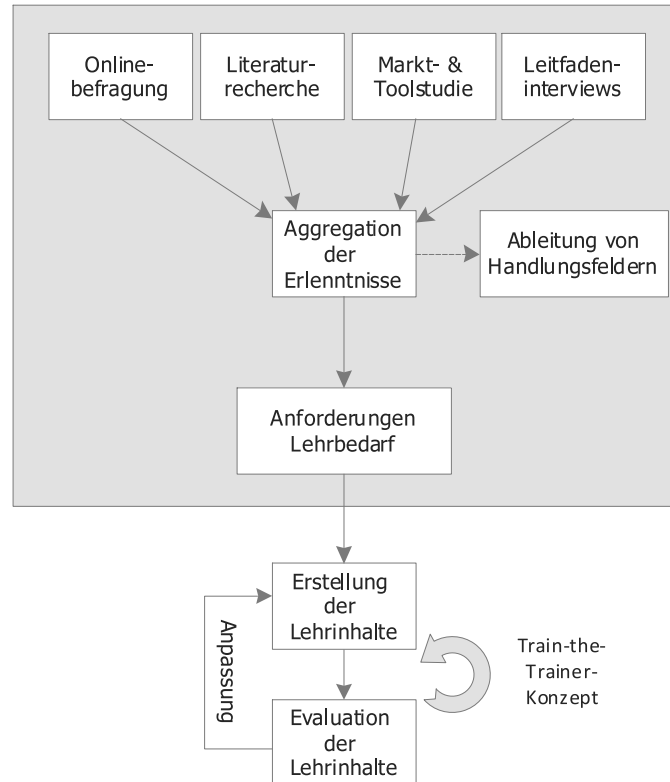 Online-
befragung
Literatur-
recherche
Markt- &
Toolstudie
Leitfaden-
interviews
Aggregation
der
Erlenntnisse
Ableitung von
Handlungsfeldern
Anforderungen
Lehrbedarf
Erstellung
der
Lehrinhalte
Anpassung
Train-the-
Trainer-
Konzept
Evaluation
der
Lehrinhalte